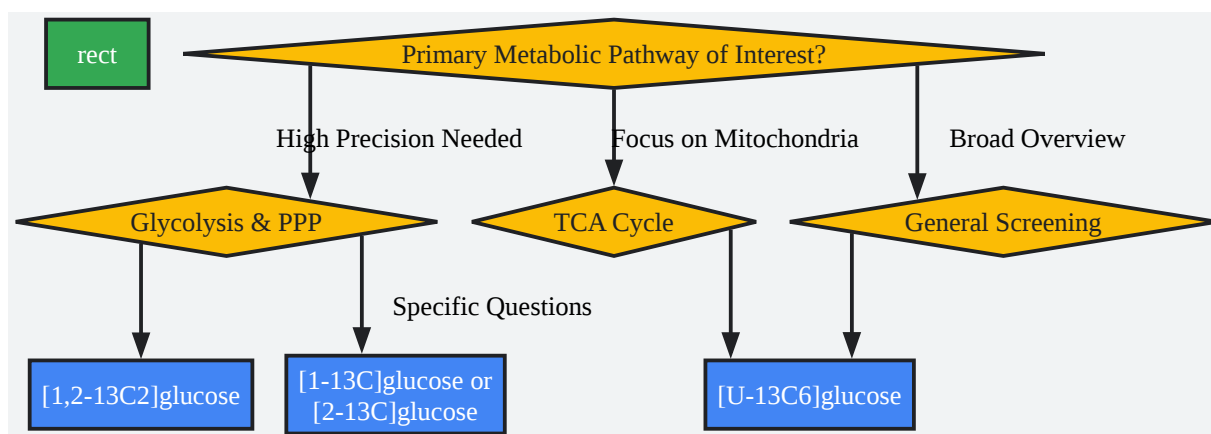 rect
Primary Metabolic Pathway of Interest?
High Precision Needed
Focus on Mitochondria
Broad Overview
Glycolysis & PPP
TCA Cycle
General Screening
Specific Questions
[1,2-13C2]glucose
[1-13C]glucose or
[2-13C]glucose
[U-13C6]glucose